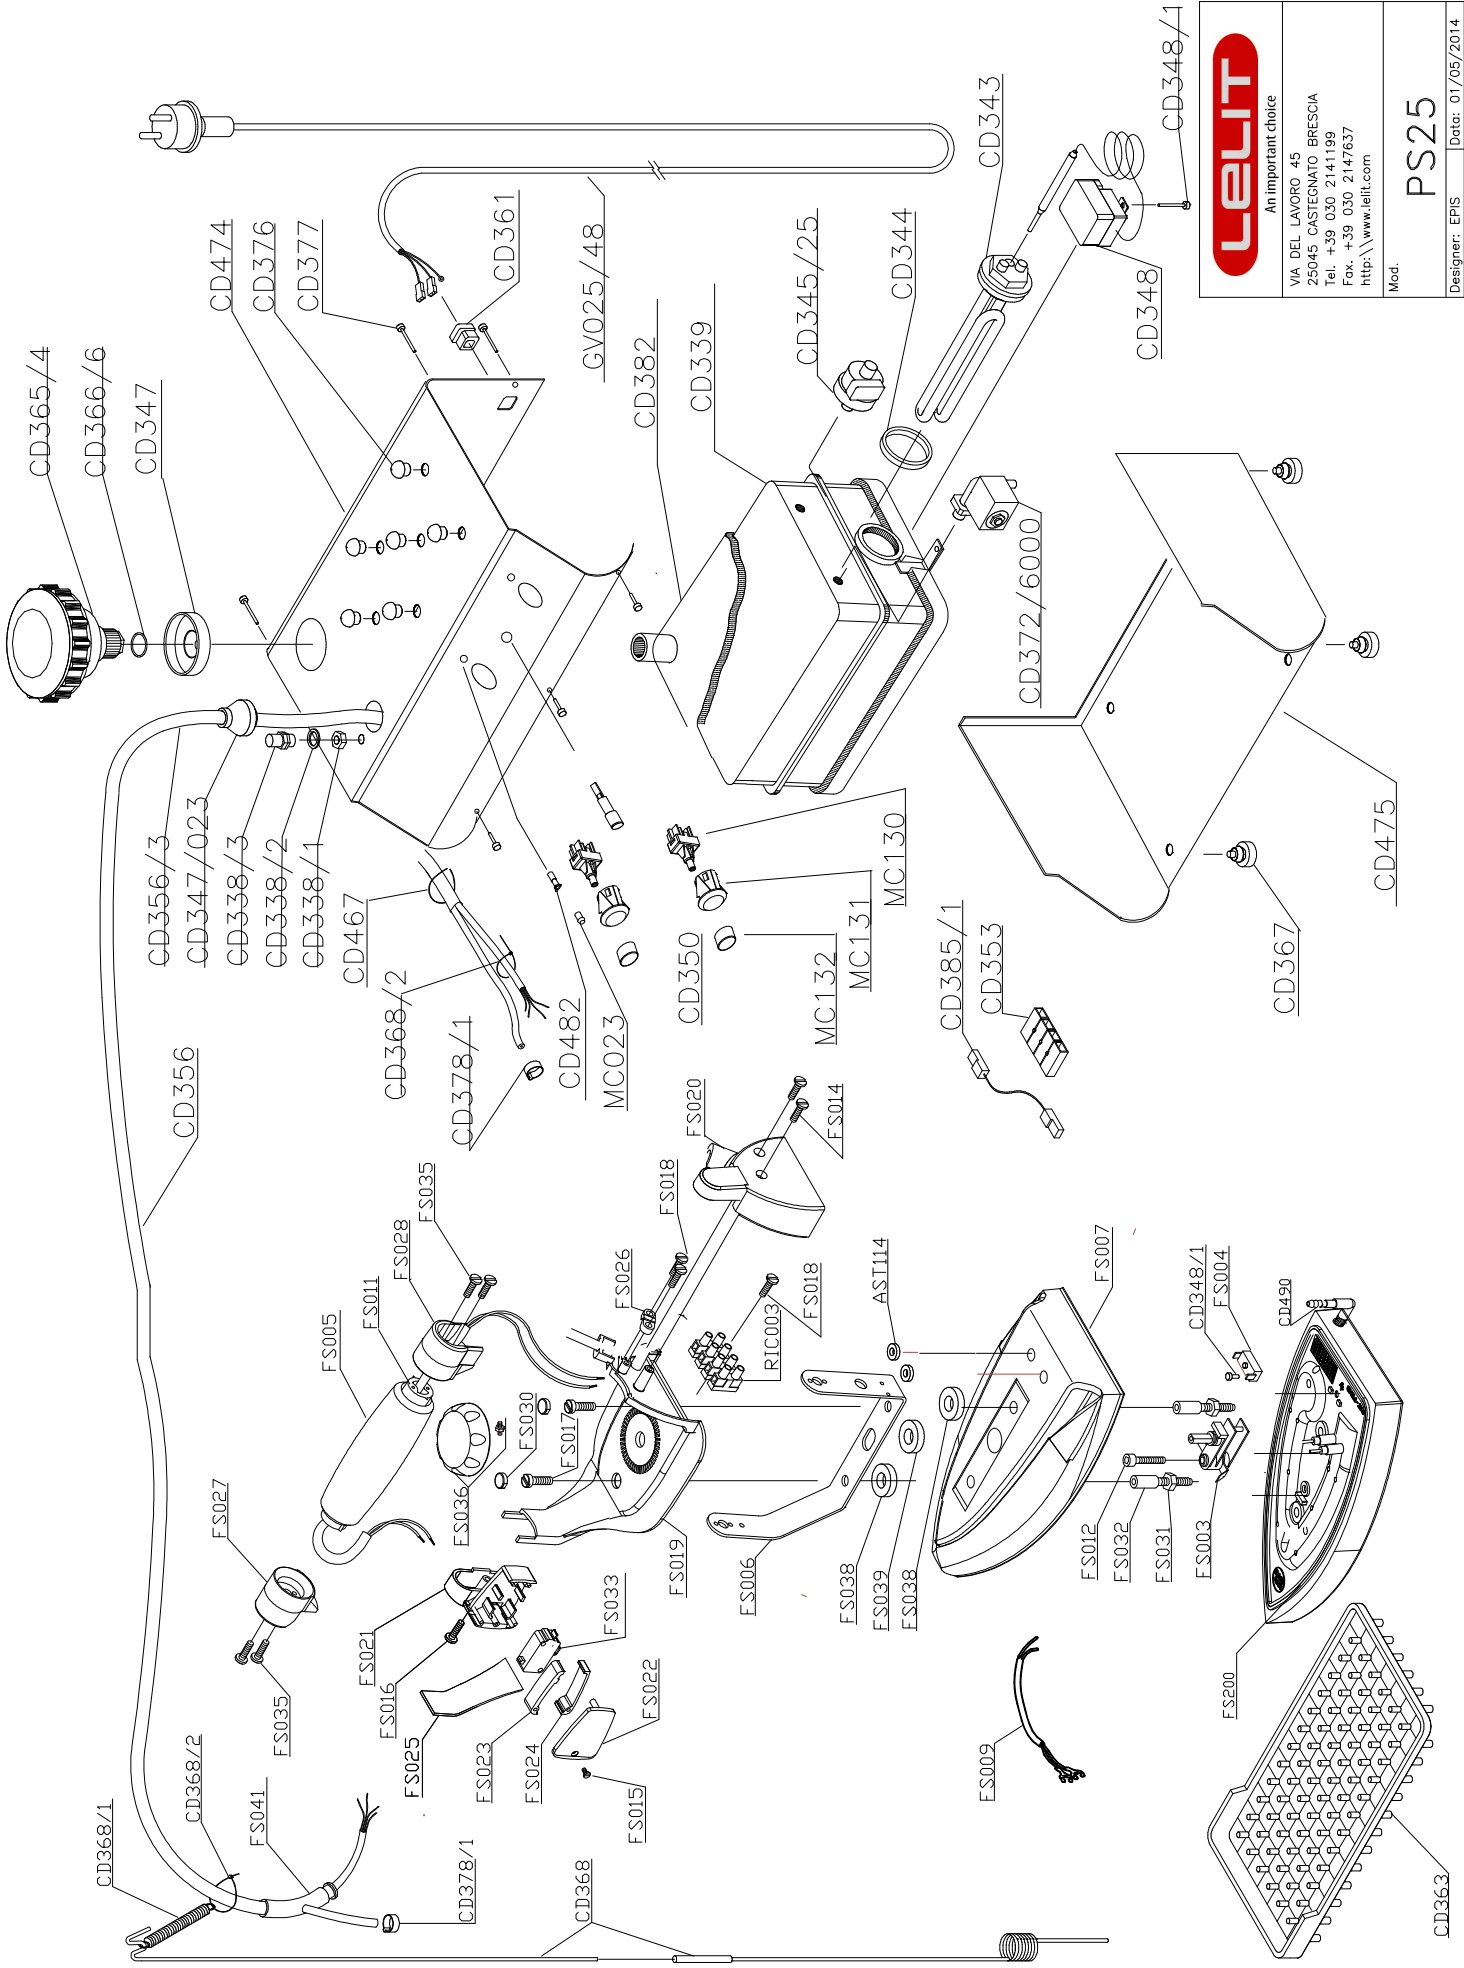 CD365/4
CD366/6
CD347
CD474
CD376
CD377
CD361
GV025/48
CD382
CD339
CD345/25
CD344
CD343
CD348
CD348/1
CD372/6000
CD356/3
CD347/023
CD338/3
CD338/2
CD338/1
CD467
CD368/2
CD378/1
CD482
MC023
CD350
MC132
MC131
MC130
CD385/1
CD353
CD367
CD475
CD356
FS035
FS028
FS011
FS005
FS027
FS035
FS036
FS030
FS017
FS026
FS018
FS020
FS014
FS018
RIC003
AST114
FS007
CD348/1
FS004
CD490
FS021
FS016
FS025
FS023
FS024
FS033
FS022
FS015
FS019
FS006
FS038
FS039
FS038
FS012
FS032
FS031
FS003
FS200
FS009
CD363
CD368/1
CD368/2
FS041
CD378/1
CD368
LELIT
An important choice
VIA DEL LAVORO 45
25045 CASTEGNATO BRESCIA
Tel. +39 030 2141199
Fax. +39 030 2147637
http:\\www.lelit.com
Mod.
PS25
Designer: EPIS
Data: 01/05/2014